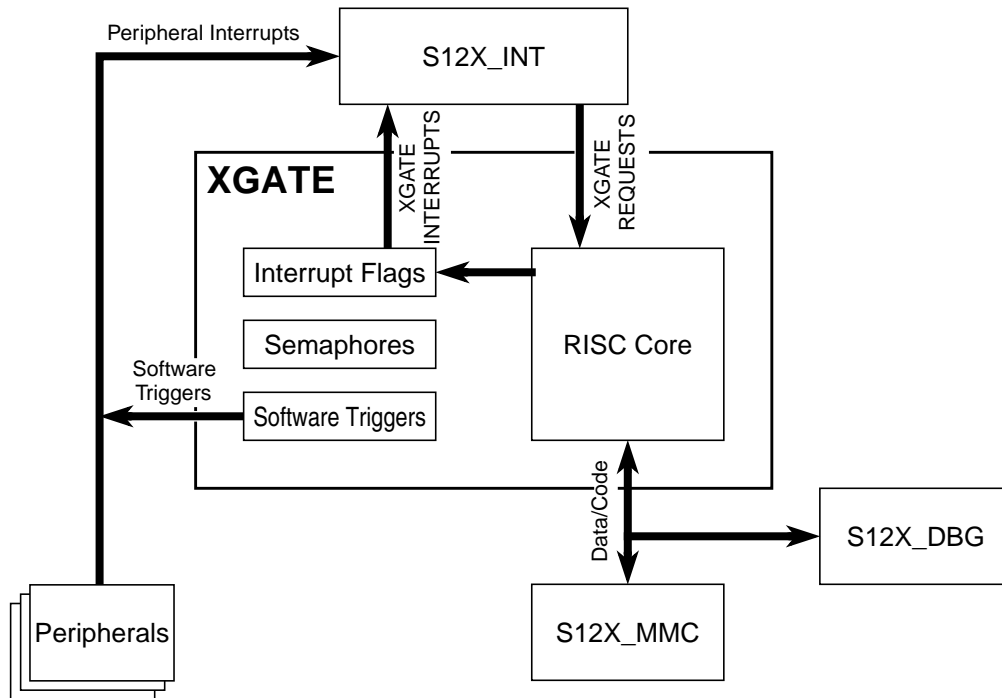 Peripheral Interrupts
S12X_INT
XGATE
INTERRUPTS
XGATE
REQUESTS
XGATE
Interrupt Flags
Semaphores
RISC Core
Software
Triggers
Software Triggers
Data/Code
S12X_DBG
Peripherals
S12X_MMC